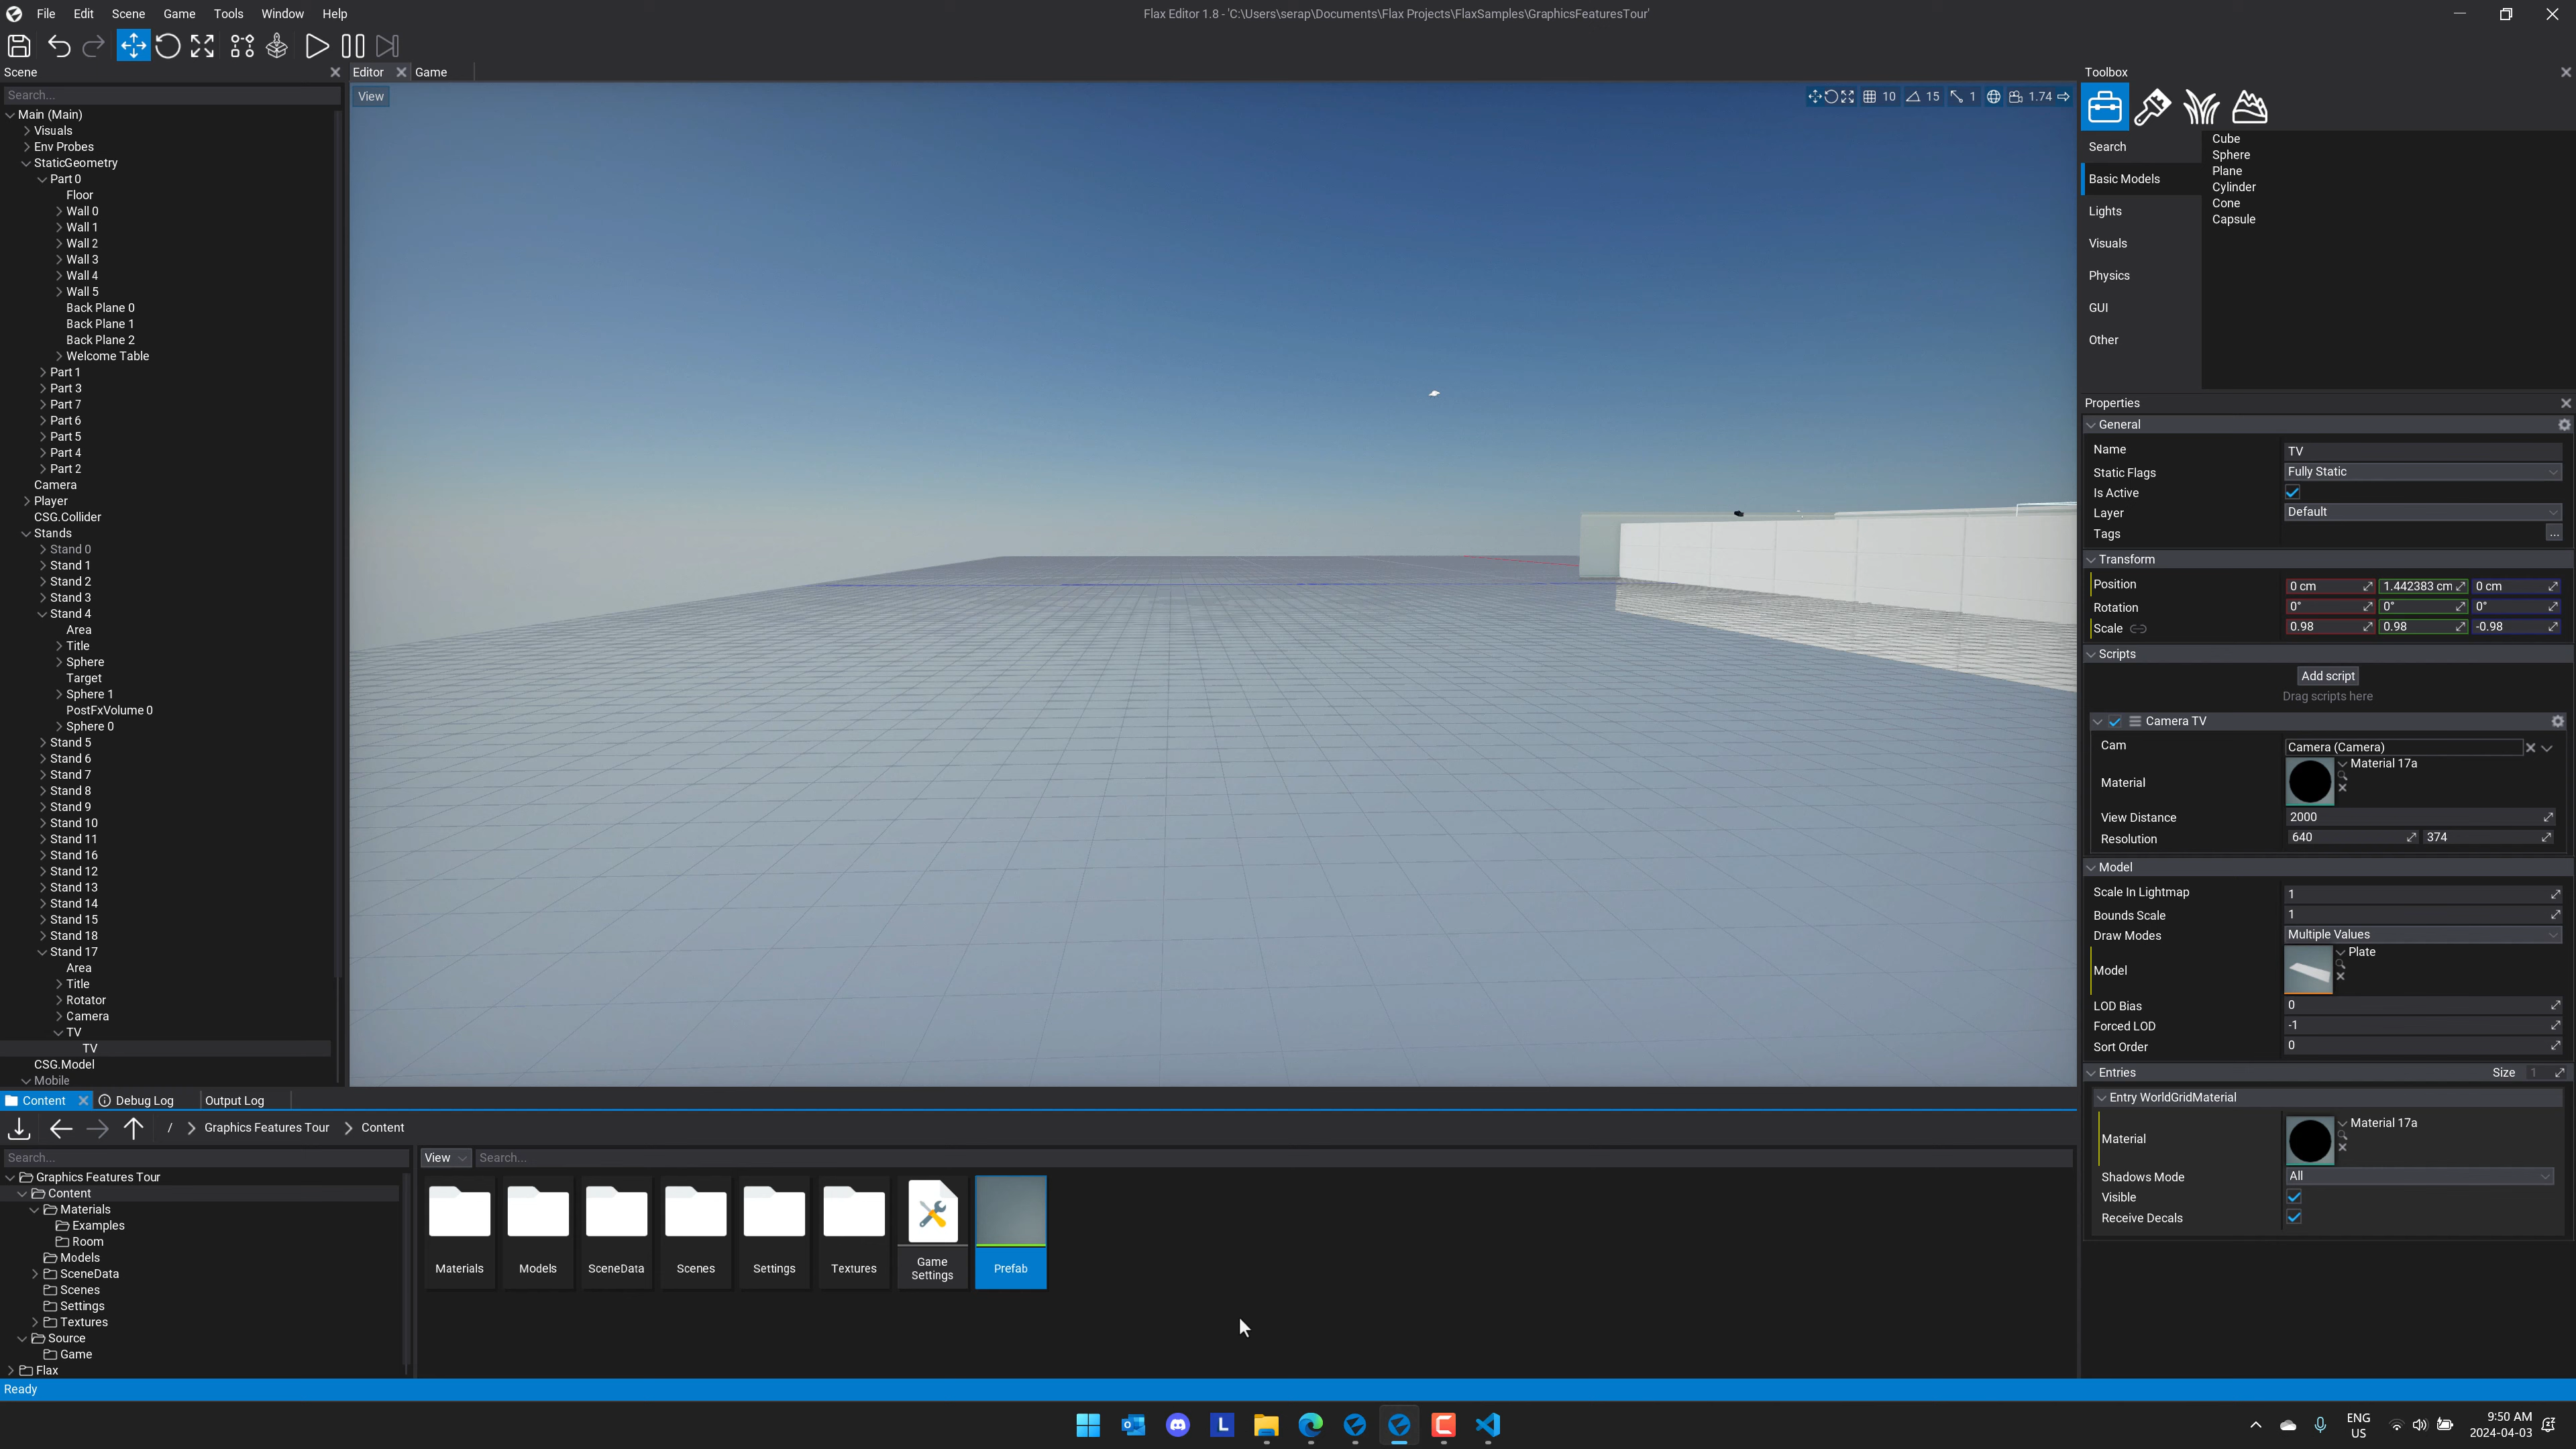 File Edit Scene Game Tools Window Help
Flax Editor 1.8 - 'C:\Users\serap\Documents\Flax Projects\FlaxSamples\GraphicsFeaturesTour'
Scene
Search...
Main (Main)
Visuals
Env Probes
StaticGeometry
Part 0
Floor
Wall 0
Wall 1
Wall 2
Wall 3
Wall 4
Wall 5
Back Plane 0
Back Plane 1
Back Plane 2
Welcome Table
Part 1
Part 3
Part 7
Part 6
Part 5
Part 4
Part 2
Camera
Player
CSG.Collider
Stands
Stand 0
Stand 1
Stand 2
Stand 3
Stand 4
Area
Title
Sphere
Target
Sphere 1
PostFxVolume 0
Sphere 0
Stand 5
Stand 6
Stand 7
Stand 8
Stand 9
Stand 10
Stand 11
Stand 16
Stand 12
Stand 13
Stand 14
Stand 15
Stand 18
Stand 17
Area
Title
Rotator
Camera
TV
TV
CSG.Model
Mobile
Editor Game
View
10 15 1 1.74
Toolbox
Search
Basic Models
Lights
Visuals
Physics
GUI
Other
Cube
Sphere
Plane
Cylinder
Cone
Capsule
Properties
General
Name TV
Static Flags Fully Static
Is Active
Layer Default
Tags ...
Transform
Position 0 cm 1.442383 cm 0 cm
Rotation 0° 0° 0°
Scale 0.98 0.98 -0.98
Scripts
Add script
Drag scripts here
Camera TV
Cam Camera (Camera)
Material Material 17a
View Distance 2000
Resolution 640 374
Model
Scale In Lightmap 1
Bounds Scale 1
Draw Modes Multiple Values
Model Plate
LOD Bias 0
Forced LOD -1
Sort Order 0
Entries Size 1
Entry WorldGridMaterial
Material Material 17a
Shadows Mode All
Visible
Receive Decals
Content Debug Log Output Log
/ Graphics Features Tour Content
Search...
Graphics Features Tour
Content
Materials
Examples
Room
Models
SceneData
Scenes
Settings
Textures
Source
Game
Flax
View Search...
Materials
Models
SceneData
Scenes
Settings
Textures
Game
Settings
Prefab
Ready
L
ENG
US
9:50 AM
2024-04-03